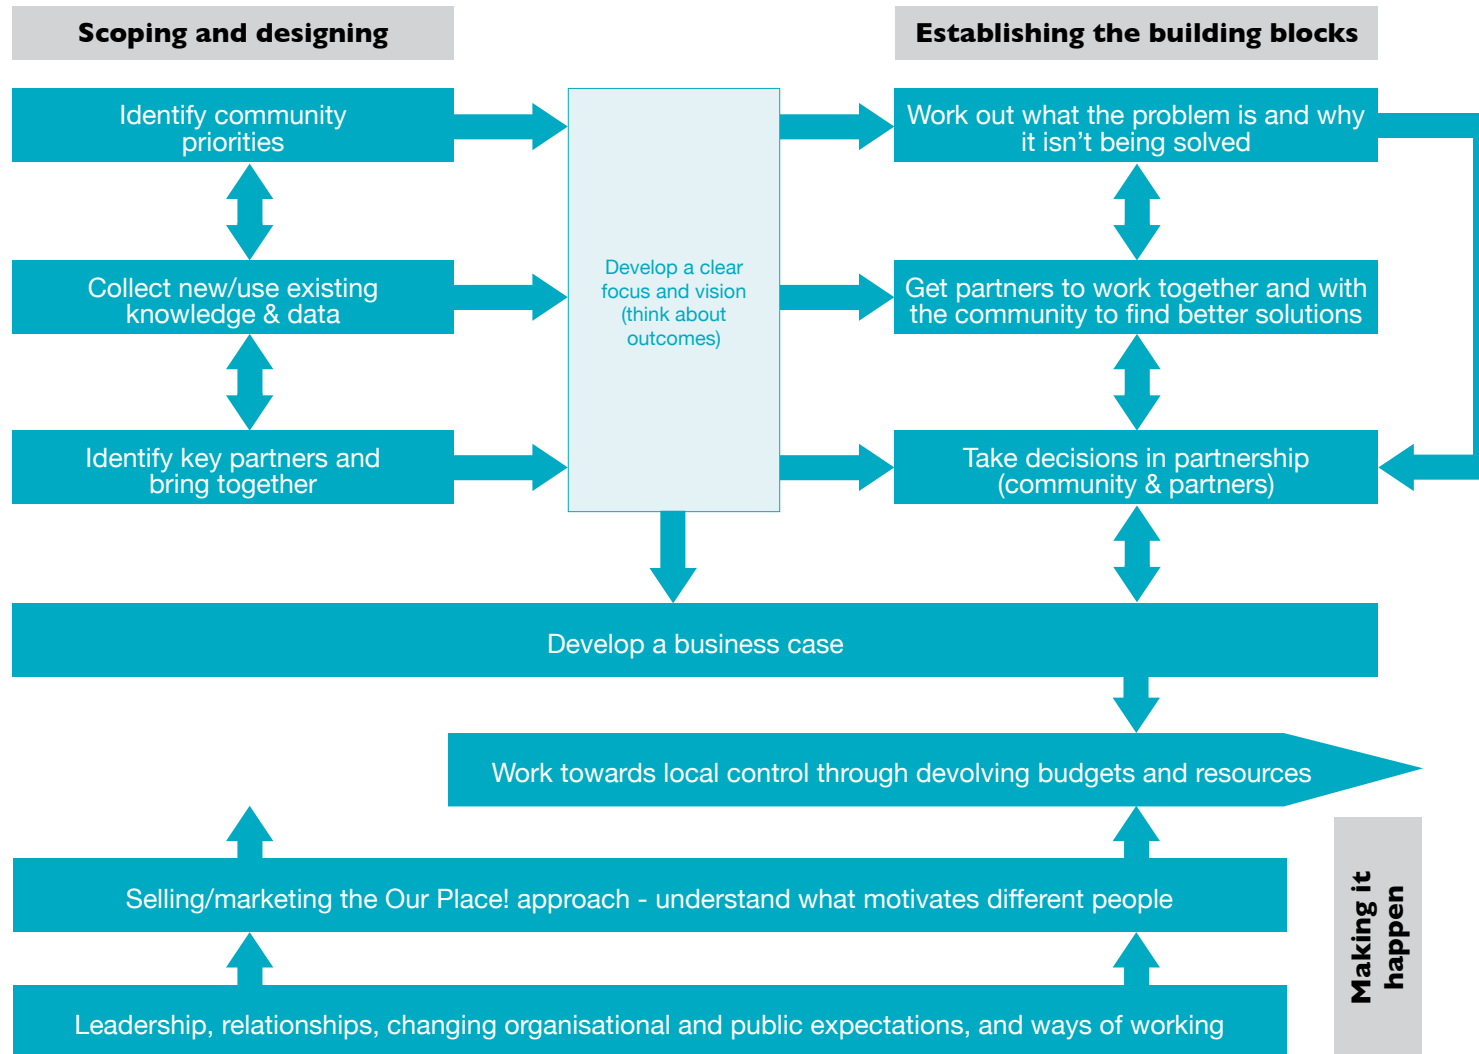 Scoping and designing
Establishing the building blocks
Identify community
priorities
Work out what the problem is and why
it isn't being solved
Collect new/use existing
knowledge & data
Develop a clear
focus and vision
(think about
outcomes)
Get partners to work together and with
the community to find better solutions
Identify key partners and
bring together
Take decisions in partnership
(community & partners)
Develop a business case
Work towards local control through devolving budgets and resources
Selling/marketing the Our Place! approach - understand what motivates different people
Making it
happen
Leadership, relationships, changing organisational and public expectations, and ways of working